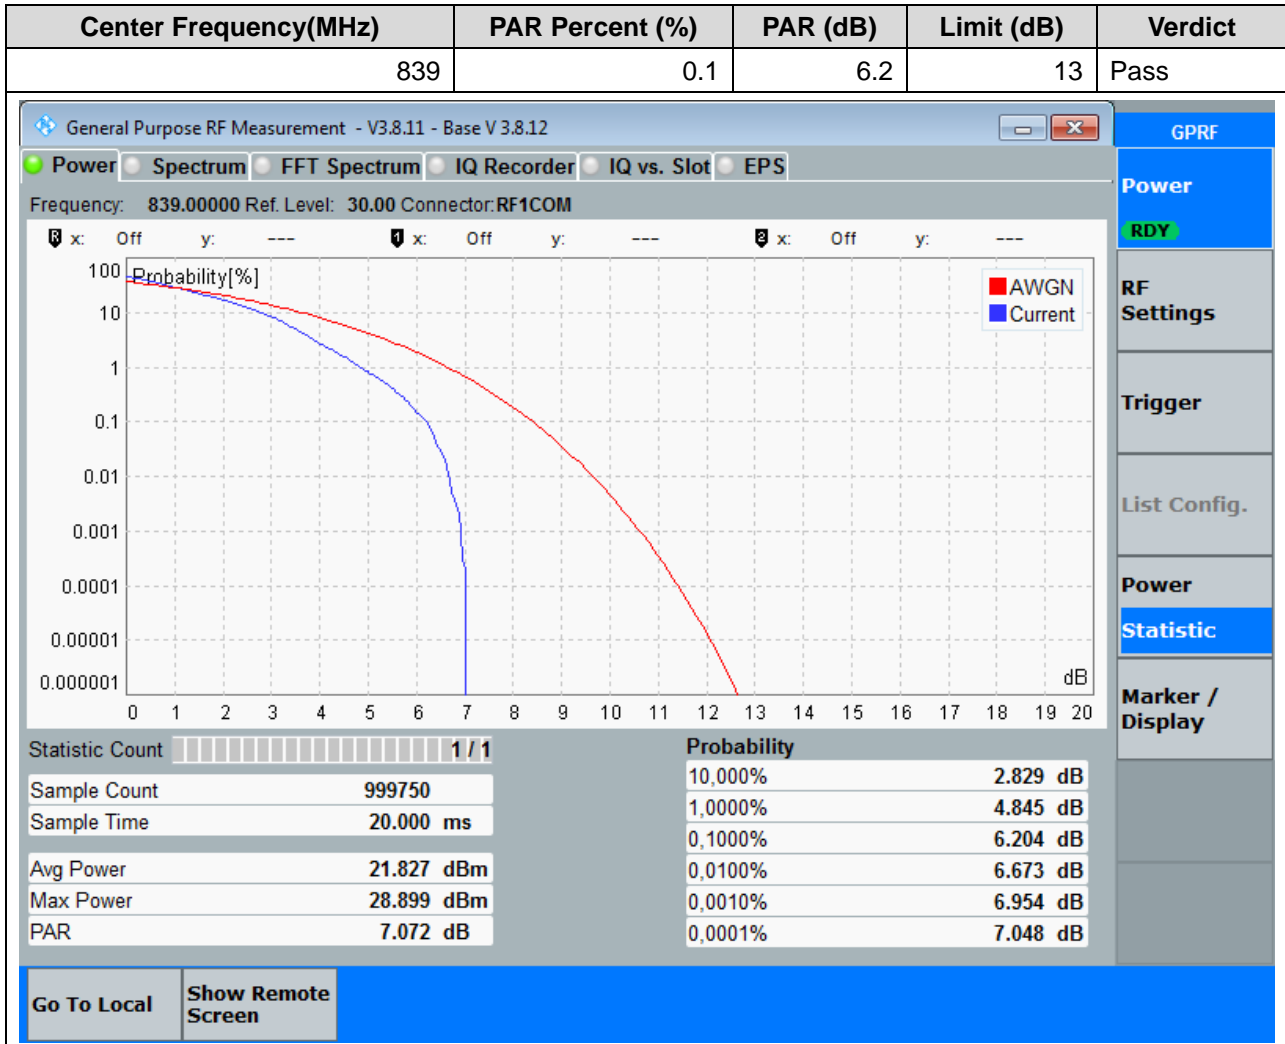 Center Frequency(MHz) PAR Percent (%) PAR (dB) Limit (dB) Verdict
839 0.1 6.2 13 Pass
General Purpose RF Measurement - V3.8.11 - Base V 3.8.12
GPRF
Power Spectrum FFT Spectrum IQ Recorder IQ vs. Slot EPS
Power
RDY
Frequency: 839.00000 Ref. Level: 30.00 Connector:RF1COM
R x: Off y: --- 1 x: Off y: --- 2 x: Off y: ---
Probability[%]
100
10
1
0.1
0.01
0.001
0.0001
0.00001
0.000001
AWGN
Current
dB
0 1 2 3 4 5 6 7 8 9 10 11 12 13 14 15 16 17 18 19 20
RF
Settings
Trigger
List Config.
Power
Statistic
Marker /
Display
Statistic Count 1 / 1
Sample Count 999750
Sample Time 20.000 ms
Avg Power 21.827 dBm
Max Power 28.899 dBm
PAR 7.072 dB
Probability
10,000% 2.829 dB
1,0000% 4.845 dB
0,1000% 6.204 dB
0,0100% 6.673 dB
0,0010% 6.954 dB
0,0001% 7.048 dB
Go To Local
Show Remote
Screen